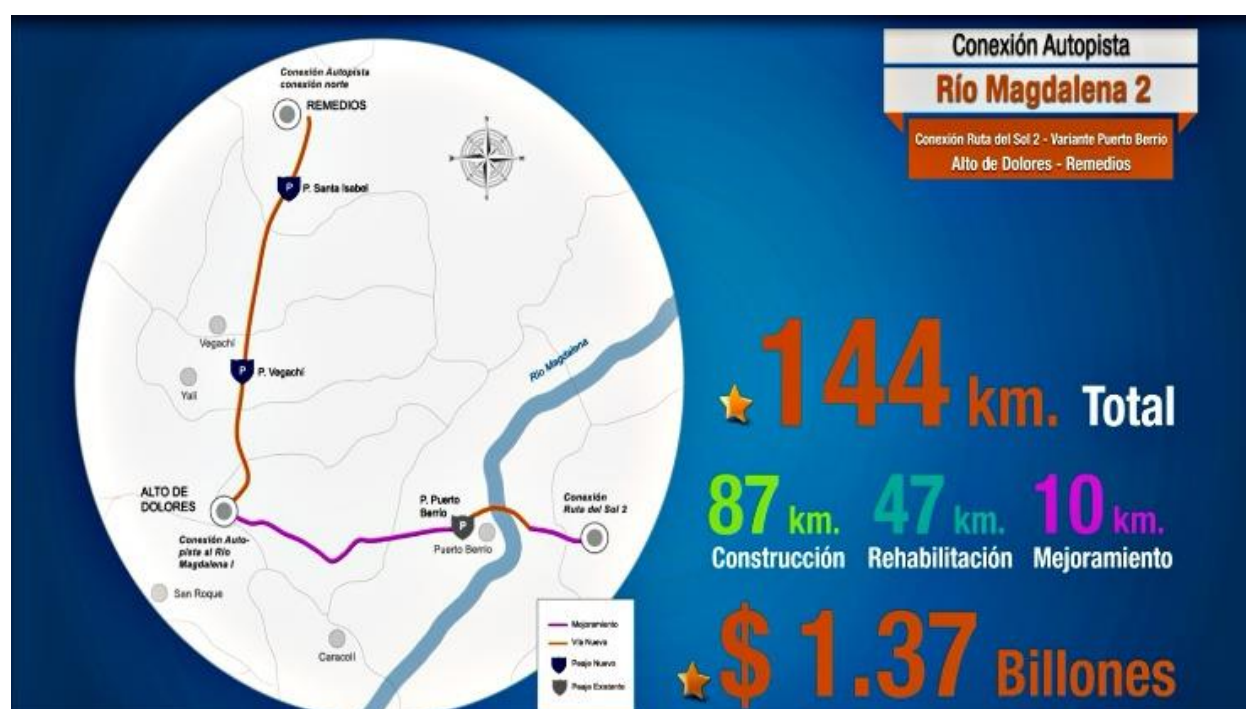 Conexión Autopista
Río Magdalena 2
Conexión Ruta del Sol 2 - Variante Puerto Berrio
Alto de Dolores - Remedios
Conexión Autopista
conexión norte
REMEDIOS
P
P. Santa Isabel
Vegachí
P
P. Vegachí
Yalí
Río Magdalena
ALTO DE
DOLORES
Conexión Auto-
pista al Río
Magdalena I
P. Puerto
Berrio
P
Puerto Berrio
Conexión
Ruta del Sol 2
San Roque
Caracolí
Mejoramiento
Vía Nueva
Peaje Nuevo
Peaje Existente
144 km. Total
87 km. 47 km. 10 km.
Construcción Rehabilitación Mejoramiento
$ 1.37 Billones